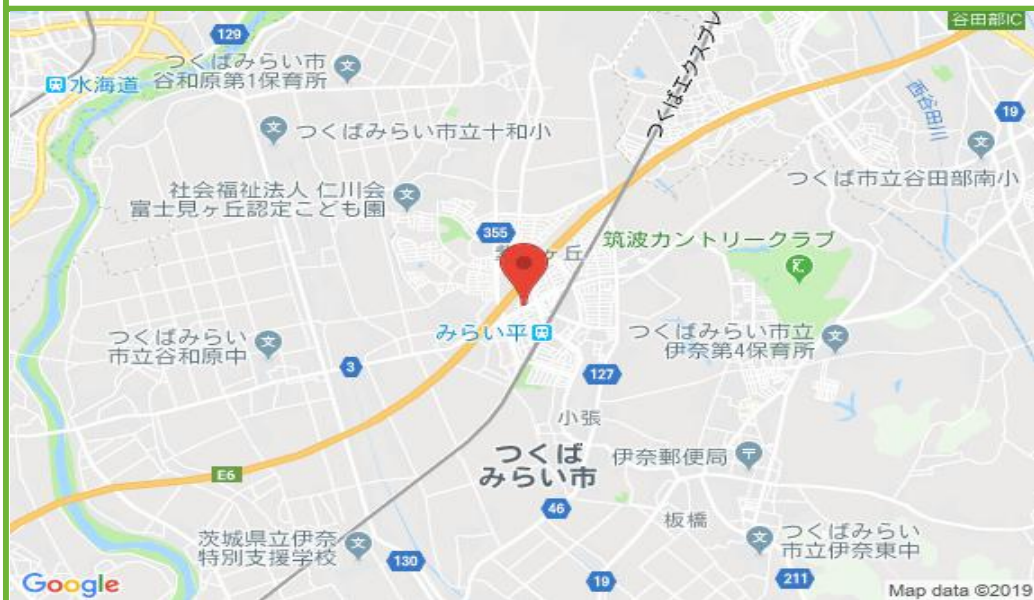 谷田部IC
129
つくばみらい市
谷和原第1保育所
水海道
つくばエクスプレ
西谷田川
19
つくばみらい市立十和小
つくば市立谷田部南小
社会福祉法人 仁川会
富士見ヶ丘認定こども園
355
ヶ丘
筑波カントリークラブ
みらい平
つくばみらい
市立谷和原中
つくばみらい市立
伊奈第4保育所
3
127
小張
つくば
みらい市
伊奈郵便局
E6
46
板橋
茨城県立伊奈
特別支援学校
130
つくばみらい
市立伊奈東中
19
211
Google
Map data ©2019